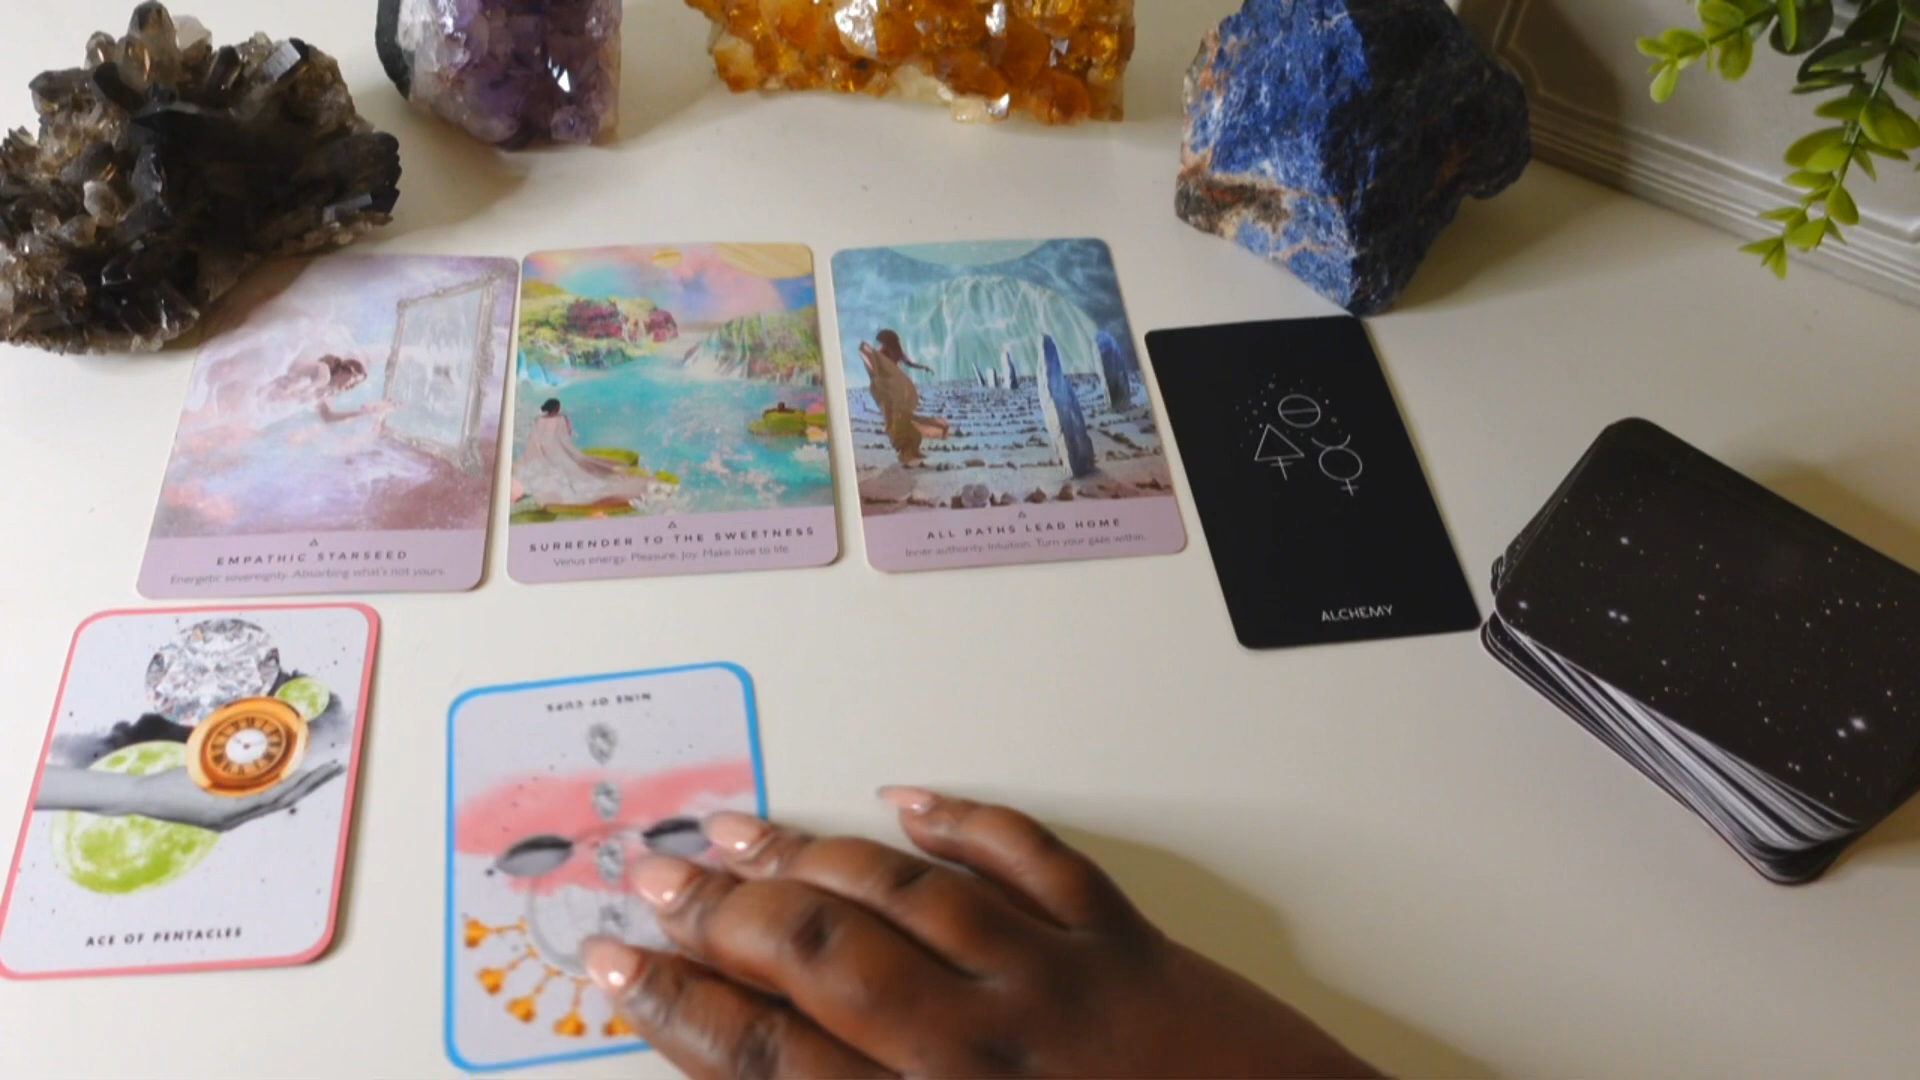 EMPATHIC STARSEED
Energetic sovereignty. Absorbing what's not yours.
SURRENDER TO THE SWEETNESS
Venus energy. Pleasure. Joy. Make love to life.
ALL PATHS LEAD HOME
Inner authority. Intuition. Turn your gaze within.
ALCHEMY
ACE OF PENTACLES
NINE OF CUPS